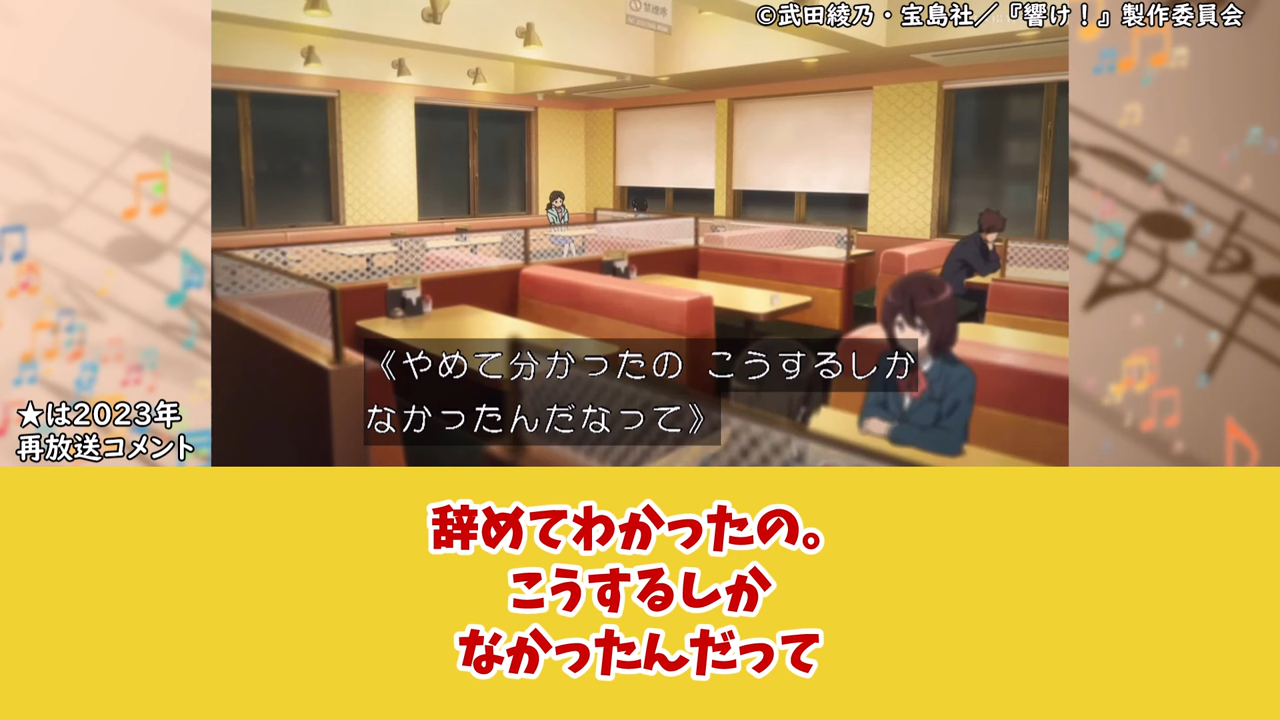 ©武田綾乃・宝島社／『響け！』製作委員会
禁煙席
《やめて分かったの こうするしか
なかったんだなって》
★は2023年
再放送コメント
辞めてわかったの。
こうするしか
なかったんだって